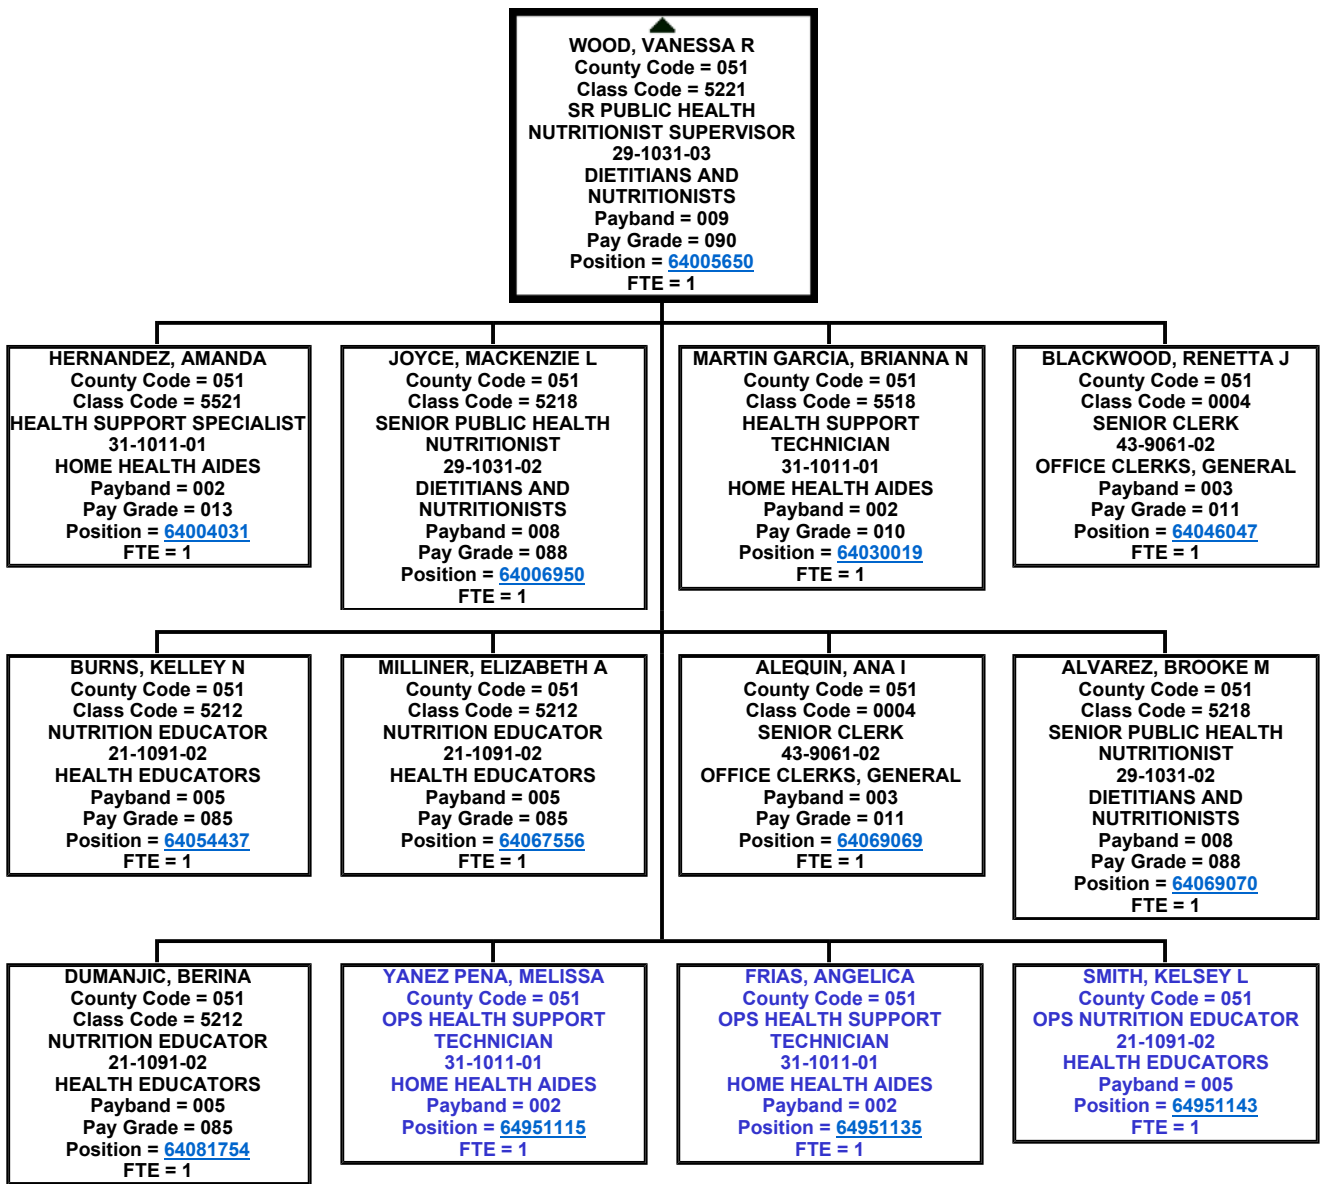 WOOD, VANESSA R
County Code = 051
Class Code = 5221
SR PUBLIC HEALTH
NUTRITIONIST SUPERVISOR
29-1031-03
DIETITIANS AND
NUTRITIONISTS
Payband = 009
Pay Grade = 090
Position = 64005650
FTE = 1
HERNANDEZ, AMANDA
County Code = 051
Class Code = 5521
HEALTH SUPPORT SPECIALIST
31-1011-01
HOME HEALTH AIDES
Payband = 002
Pay Grade = 013
Position = 64004031
FTE = 1
JOYCE, MACKENZIE L
County Code = 051
Class Code = 5218
SENIOR PUBLIC HEALTH
NUTRITIONIST
29-1031-02
DIETITIANS AND
NUTRITIONISTS
Payband = 008
Pay Grade = 088
Position = 64006950
FTE = 1
MARTIN GARCIA, BRIANNA N
County Code = 051
Class Code = 5518
HEALTH SUPPORT
TECHNICIAN
31-1011-01
HOME HEALTH AIDES
Payband = 002
Pay Grade = 010
Position = 64030019
FTE = 1
BLACKWOOD, RENETTA J
County Code = 051
Class Code = 0004
SENIOR CLERK
43-9061-02
OFFICE CLERKS, GENERAL
Payband = 003
Pay Grade = 011
Position = 64046047
FTE = 1
BURNS, KELLEY N
County Code = 051
Class Code = 5212
NUTRITION EDUCATOR
21-1091-02
HEALTH EDUCATORS
Payband = 005
Pay Grade = 085
Position = 64054437
FTE = 1
MILLINER, ELIZABETH A
County Code = 051
Class Code = 5212
NUTRITION EDUCATOR
21-1091-02
HEALTH EDUCATORS
Payband = 005
Pay Grade = 085
Position = 64067556
FTE = 1
ALEQUIN, ANA I
County Code = 051
Class Code = 0004
SENIOR CLERK
43-9061-02
OFFICE CLERKS, GENERAL
Payband = 003
Pay Grade = 011
Position = 64069069
FTE = 1
ALVAREZ, BROOKE M
County Code = 051
Class Code = 5218
SENIOR PUBLIC HEALTH
NUTRITIONIST
29-1031-02
DIETITIANS AND
NUTRITIONISTS
Payband = 008
Pay Grade = 088
Position = 64069070
FTE = 1
DUMANJIC, BERINA
County Code = 051
Class Code = 5212
NUTRITION EDUCATOR
21-1091-02
HEALTH EDUCATORS
Payband = 005
Pay Grade = 085
Position = 64081754
FTE = 1
YANEZ PENA, MELISSA
County Code = 051
OPS HEALTH SUPPORT
TECHNICIAN
31-1011-01
HOME HEALTH AIDES
Payband = 002
Position = 64951115
FTE = 1
FRIAS, ANGELICA
County Code = 051
OPS HEALTH SUPPORT
TECHNICIAN
31-1011-01
HOME HEALTH AIDES
Payband = 002
Position = 64951135
FTE = 1
SMITH, KELSEY L
County Code = 051
OPS NUTRITION EDUCATOR
21-1091-02
HEALTH EDUCATORS
Payband = 005
Position = 64951143
FTE = 1